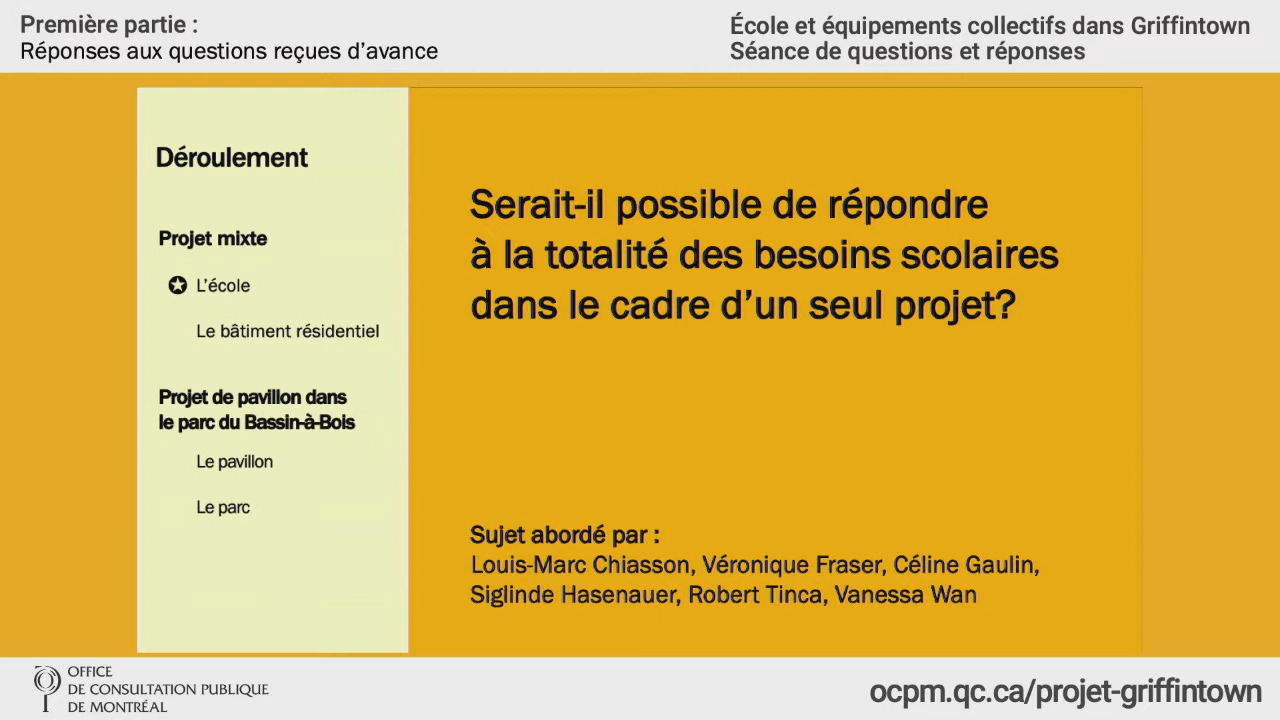 Première partie :
Réponses aux questions reçues d'avance
École et équipements collectifs dans Griffintown
Séance de questions et réponses
Déroulement
Projet mixte
L'école
Le bâtiment résidentiel
Projet de pavillon dans
le parc du Bassin-à-Bois
Le pavillon
Le parc
Serait-il possible de répondre
à la totalité des besoins scolaires
dans le cadre d'un seul projet?
Sujet abordé par :
Louis-Marc Chiasson, Véronique Fraser, Céline Gaulin,
Siglinde Hasenauer, Robert Tinca, Vanessa Wan
OFFICE
DE CONSULTATION PUBLIQUE
DE MONTRÉAL
ocpm.qc.ca/projet-griffintown